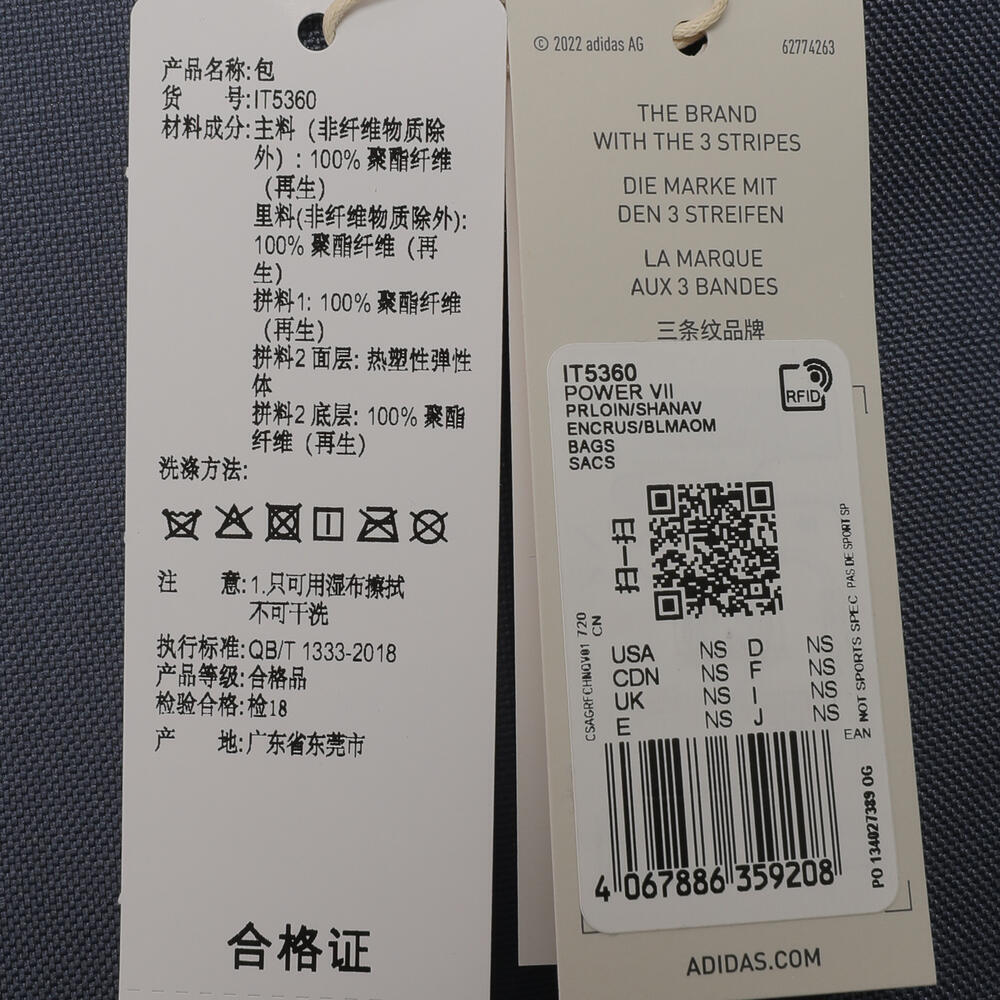 产品名称:包
货 号:IT5360
材料成分:主料（非纤维物质除
外）: 100% 聚酯纤维
（再生）
里料(非纤维物质除外):
100% 聚酯纤维（再
生）
拼料1: 100% 聚酯纤维
（再生）
拼料2 面层: 热塑性弹性
体
拼料2 底层: 100% 聚酯
纤维（再生）
洗涤方法:
注 意:1.只可用湿布擦拭
不可干洗
执行标准:QB/T 1333-2018
产品等级:合格品
检验合格:检18
产 地:广东省东莞市
合格证
© 2022 adidas AG
62774263
THE BRAND
WITH THE 3 STRIPES
DIE MARKE MIT
DEN 3 STREIFEN
LA MARQUE
AUX 3 BANDES
三条纹品牌
IT5360
POWER VII
PRLOIN/SHANAV
ENCRUS/BLMAOM
BAGS
SACS
RFID
扫一扫
CSAGRFCHNQV01 720
CN
USA NS D NS
CDN NS F NS
UK NS I NS
E NS J NS
EAN
NOT SPORTS SPEC PAS DE SPORT SP
PO 134027389 OG
4 067886 359208
ADIDAS.COM